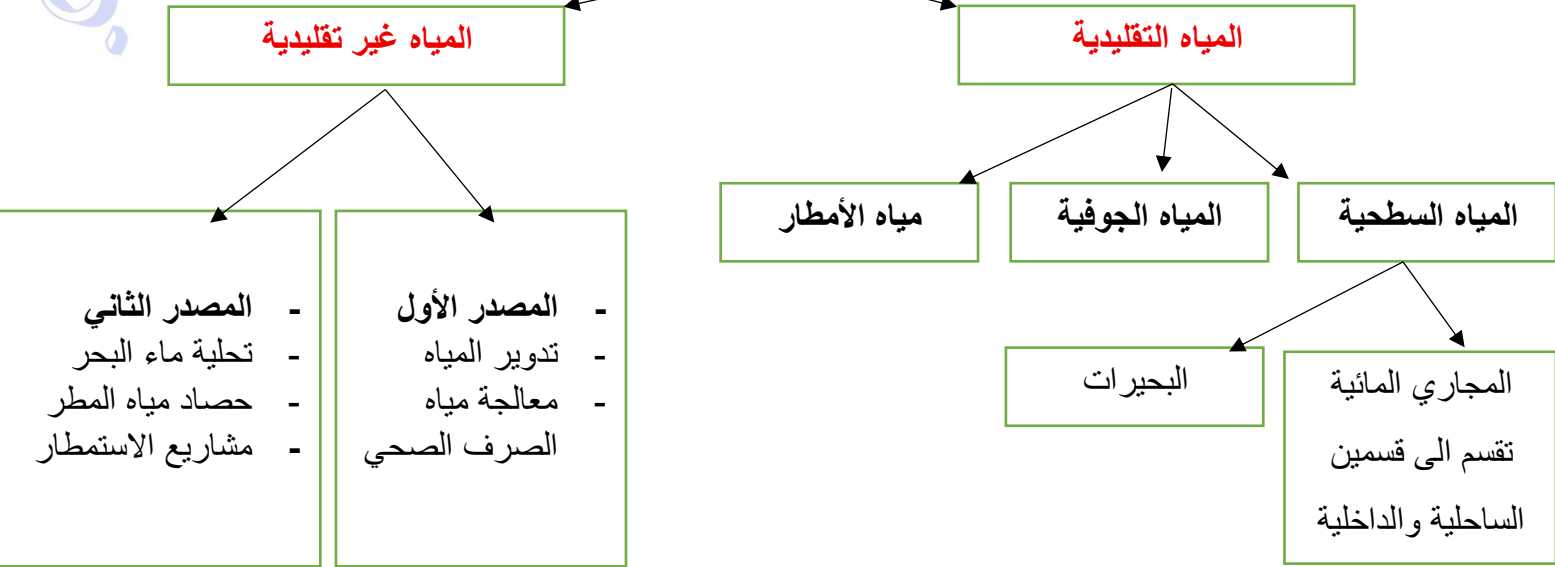 المياه التقليدية
المياه غير تقليدية
المياه السطحية
المياه الجوفية
مياه الأمطار
المجاري المائية
تقسم الى قسمين
الساحلية والداخلية
البحيرات
- المصدر الأول
- تدوير المياه
- معالجة مياه
الصرف الصحي
- المصدر الثاني
- تحلية ماء البحر
- حصاد مياه المطر
- مشاريع الاستمطار